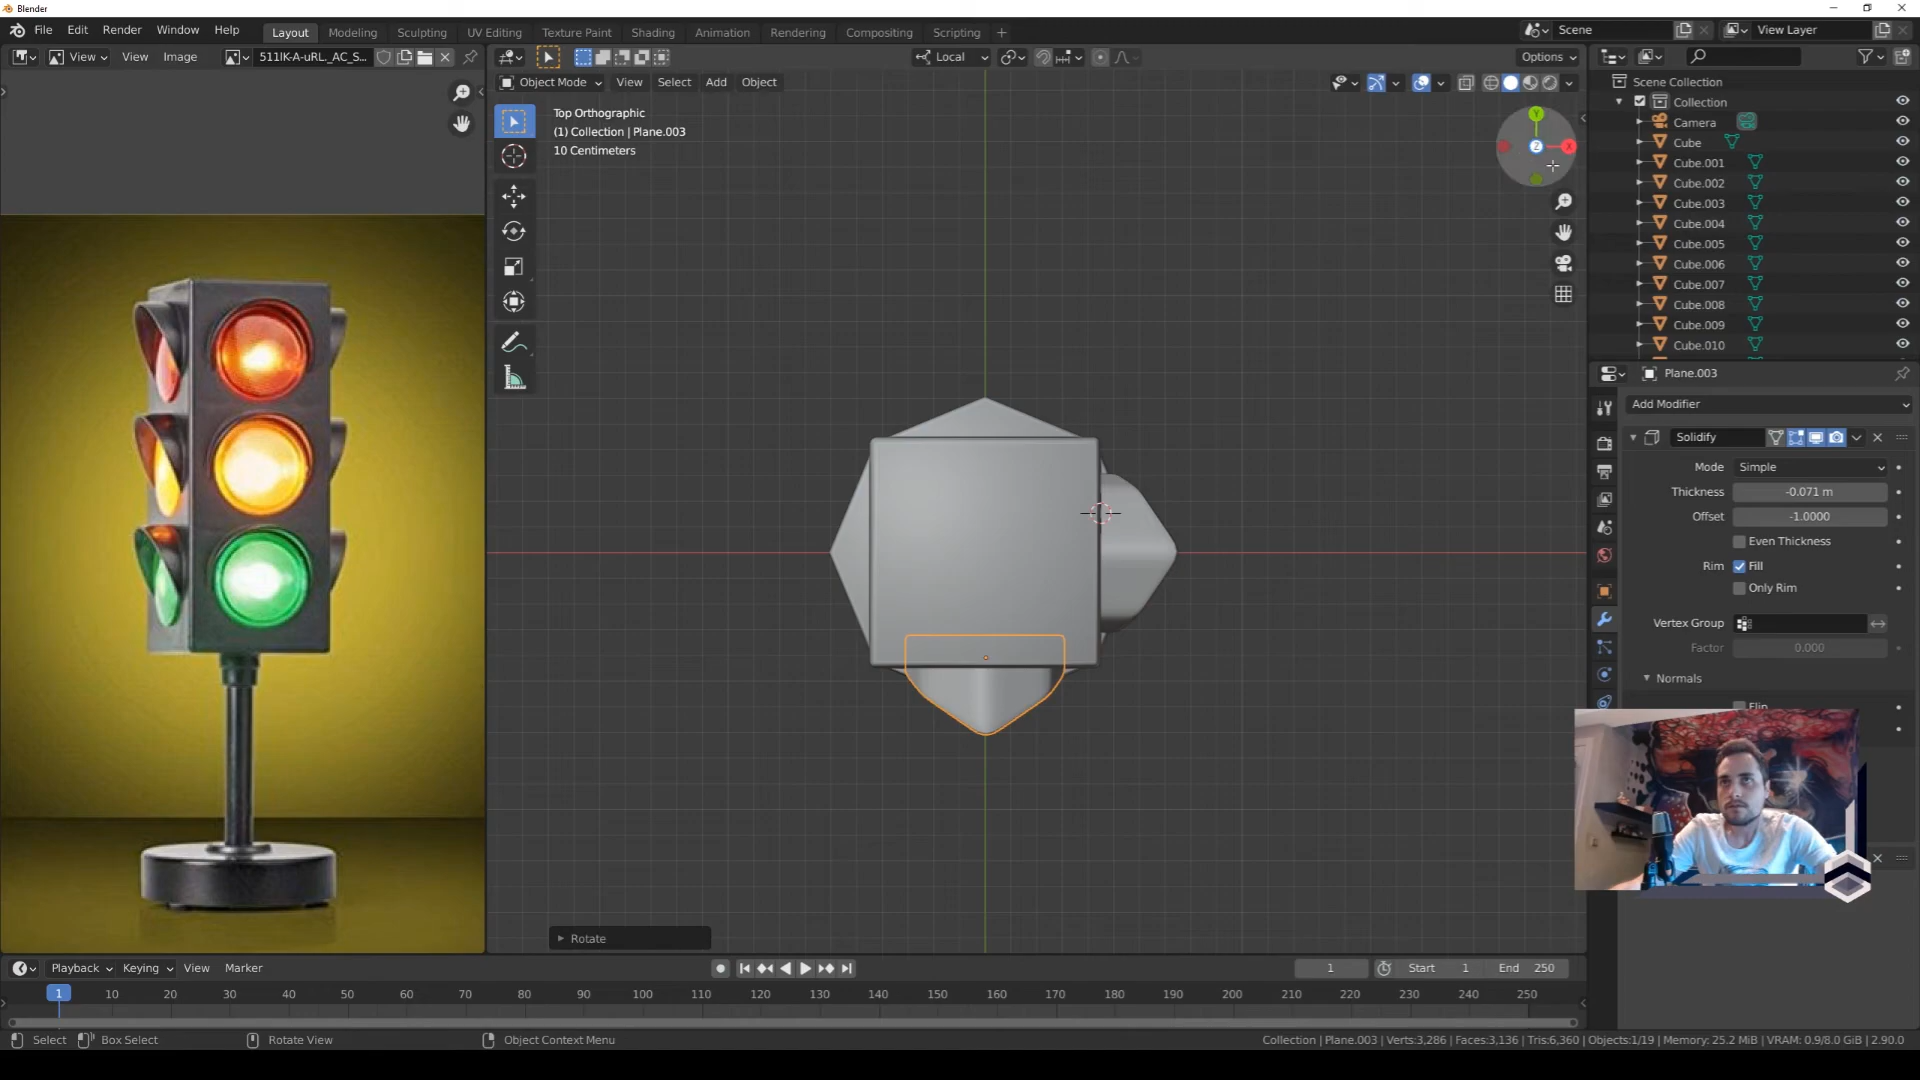 Blender
File Edit Render Window Help
Layout Modeling Sculpting UV Editing Texture Paint Shading Animation Rendering Compositing Scripting +
Scene
View Layer
View View Image 511lK-A-uRL_AC_S...
Local
Options
Object Mode View Select Add Object
Top Orthographic
(1) Collection | Plane.003
10 Centimeters
Y
Z
X
Scene Collection
Collection
Camera
Cube
Cube.001
Cube.002
Cube.003
Cube.004
Cube.005
Cube.006
Cube.007
Cube.008
Cube.009
Cube.010
Plane.003
Add Modifier
Solidify
Mode Simple
Thickness -0.071 m
Offset -1.0000
Even Thickness
Rim Fill
Only Rim
Vertex Group
Factor 0.000
Normals
Flip
Rotate
Playback Keying View Marker
1 Start 1 End 250
1 10 20 30 40 50 60 70 80 90 100 110 120 130 140 150 160 170 180 190 200 210 220 230 240 250
Select Box Select Rotate View Object Context Menu
Collection | Plane.003 | Verts:3,286 | Faces:3,136 | Tris:6,360 | Objects:1/19 | Memory: 25.2 MiB | VRAM: 0.9/8.0 GiB | 2.90.0